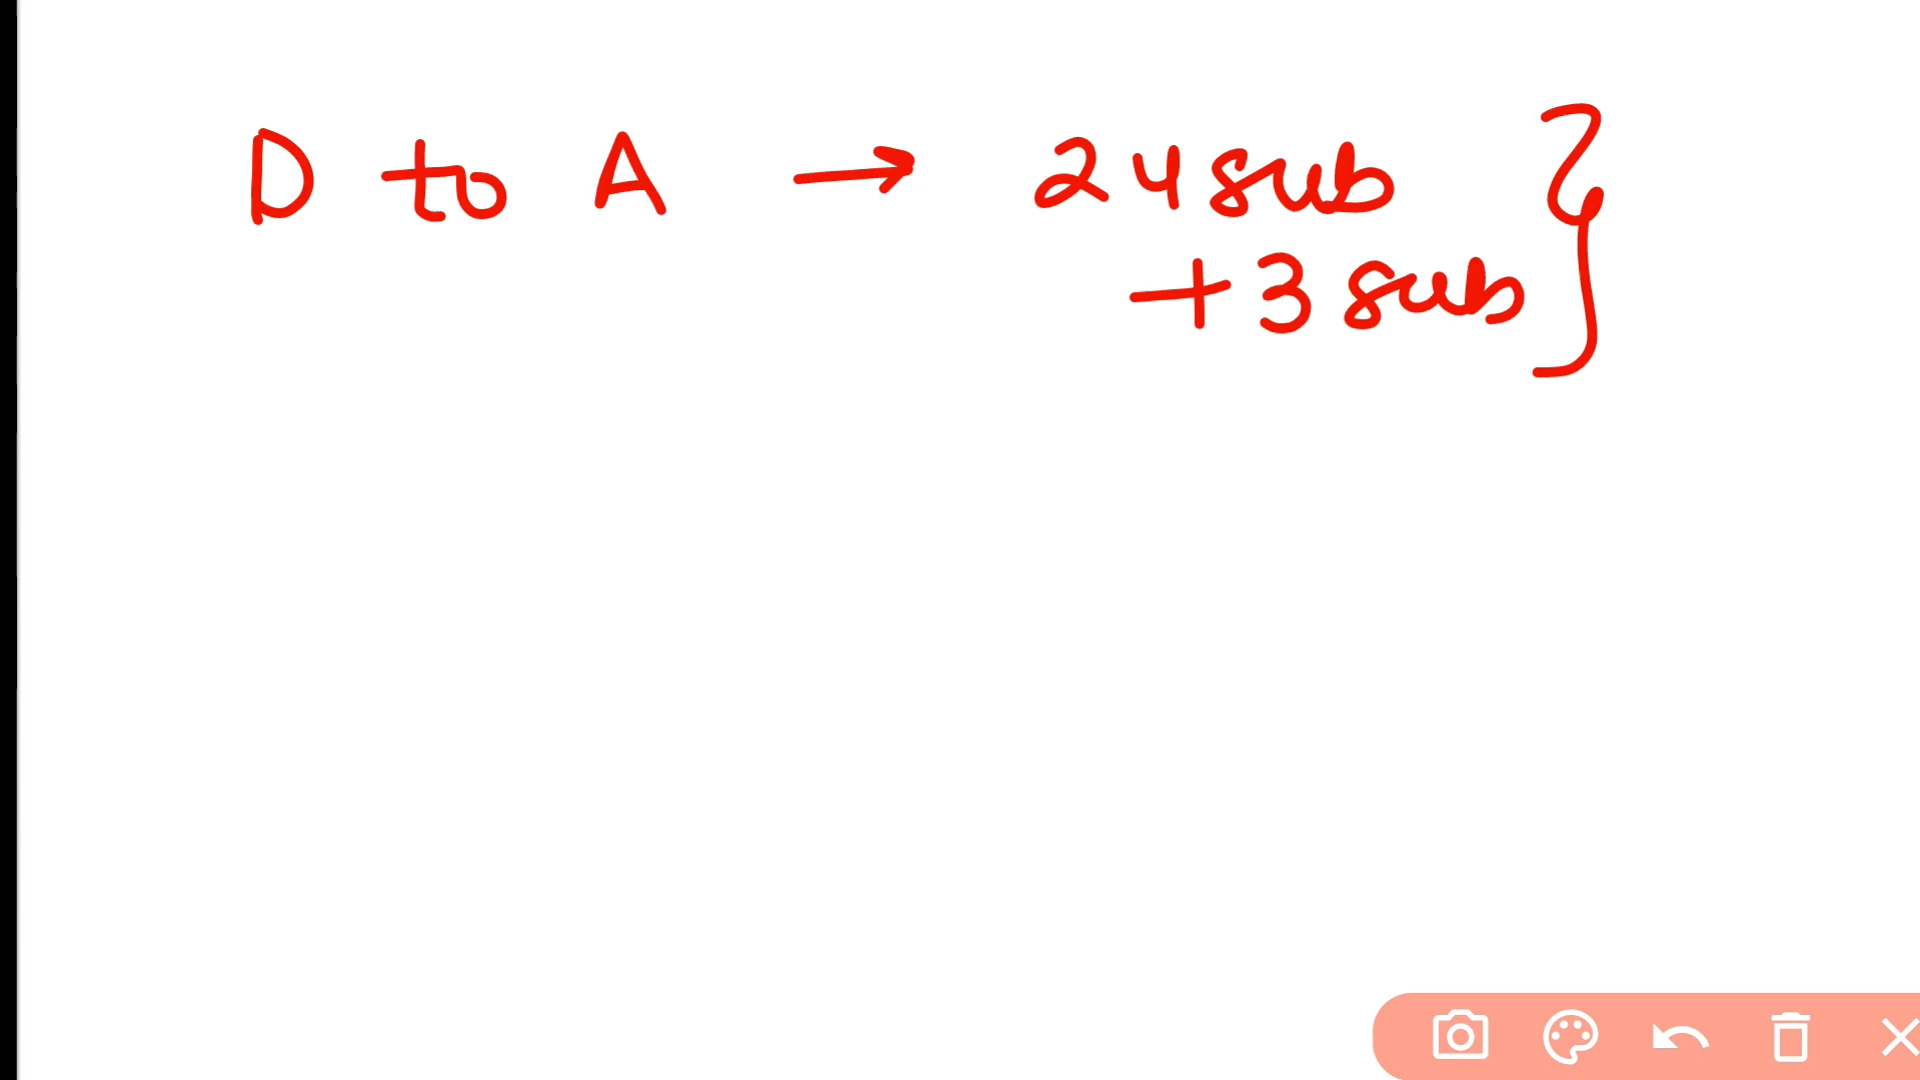 D to A → 24 sub }
+ 3 sub